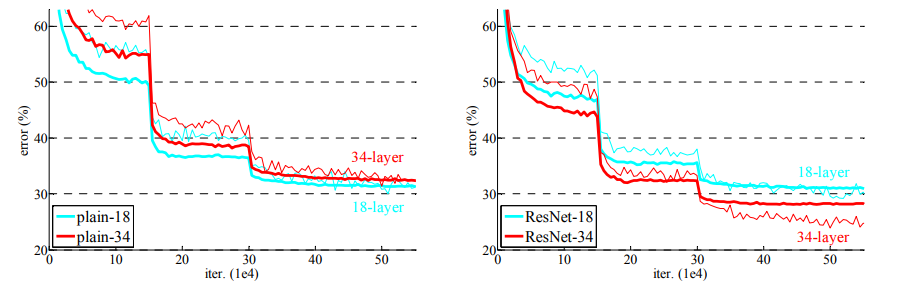 60
50
40
30
20
error (%)
0
10
20
30
40
50
iter. (1e4)
34-layer
18-layer
plain-18
plain-34
60
50
40
30
20
error (%)
0
10
20
30
40
50
iter. (1e4)
18-layer
34-layer
ResNet-18
ResNet-34